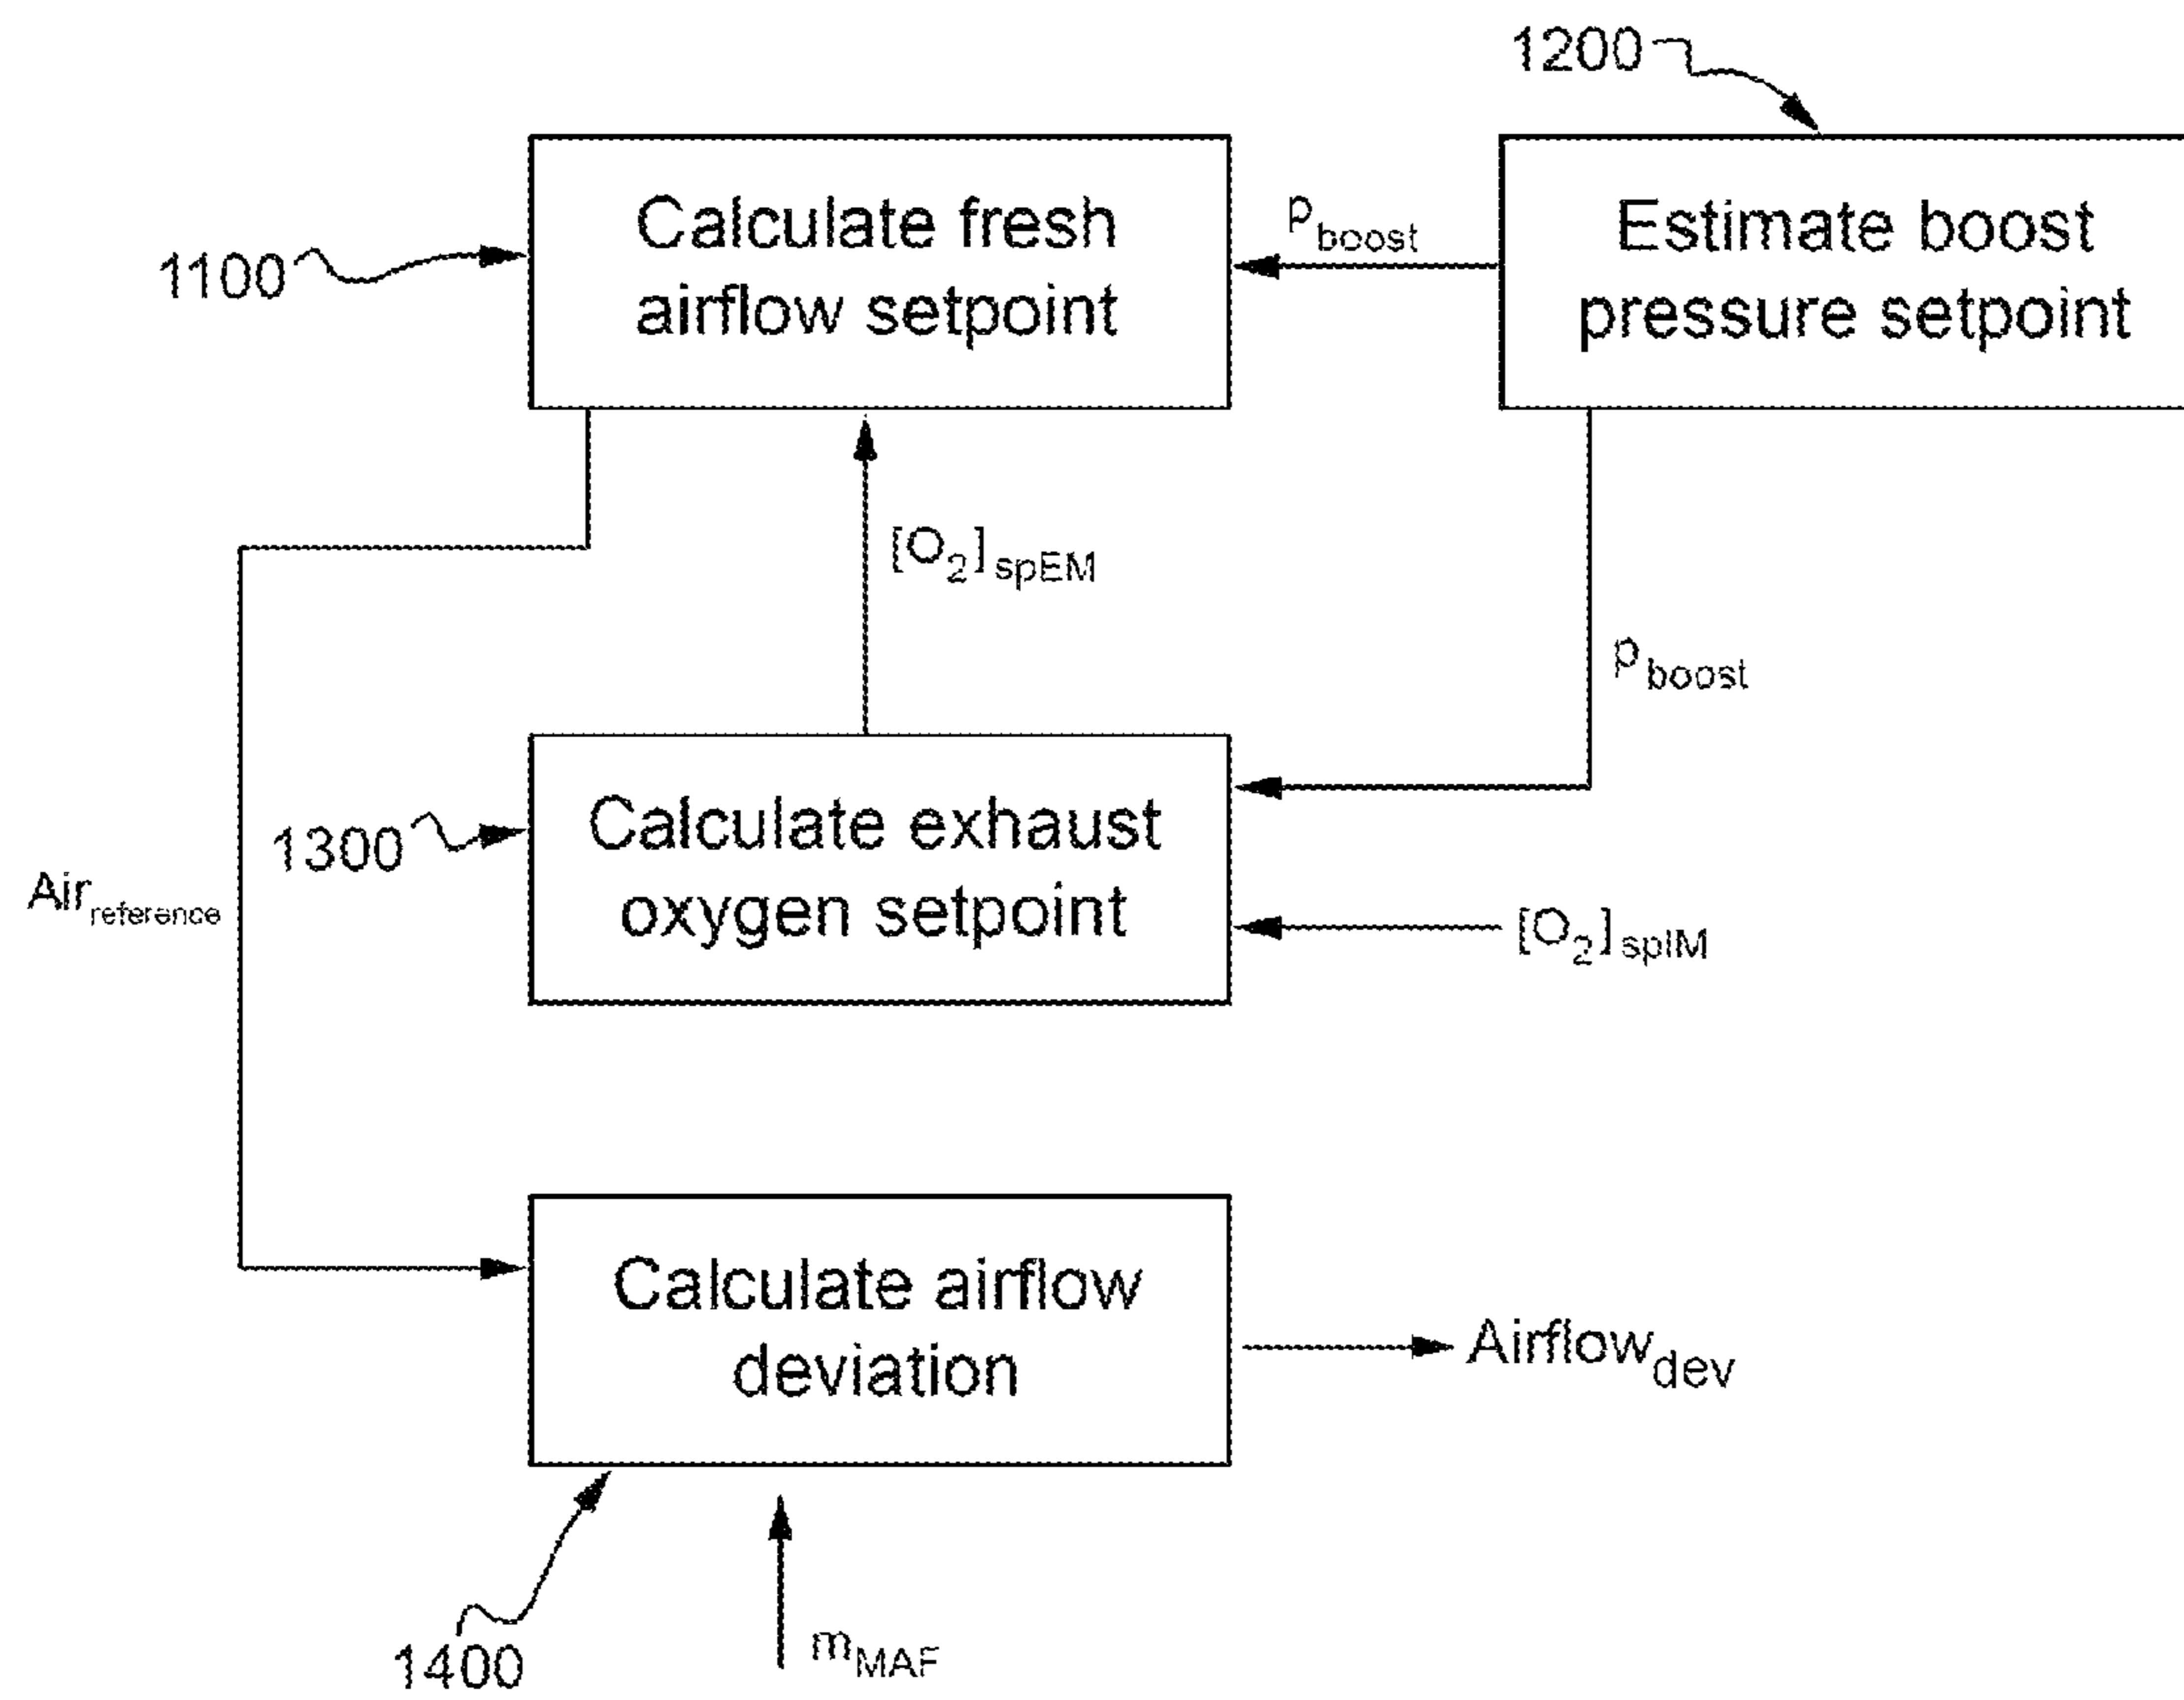 1200
Calculate fresh
airflow setpoint
1100
p_boost
Estimate boost
pressure setpoint
[O_2]_spEM
p_boost
Calculate exhaust
oxygen setpoint
1300
Air_reference
[O_2]_spIM
Calculate airflow
deviation
Airflow_dev
1400
m_MAF